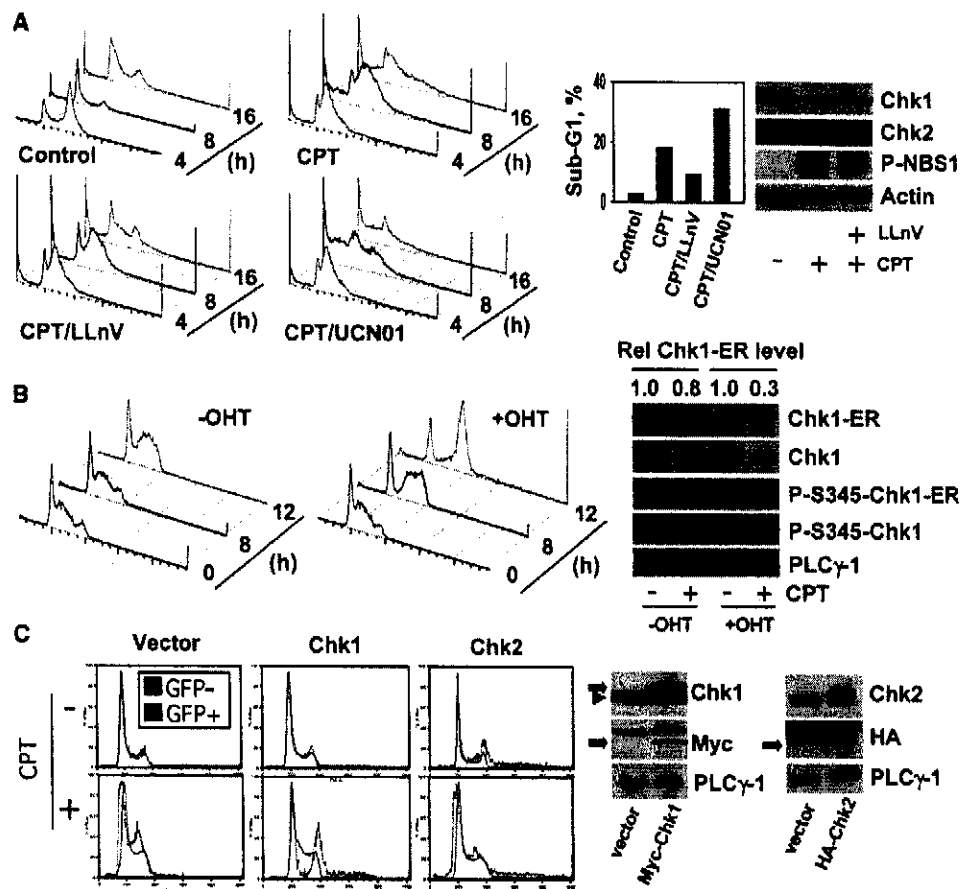 A
Control
4
8
16
(h)
CPT
4
8
16
(h)
CPT/LLnV
4
8
16
(h)
CPT/UCN01
4
8
16
(h)
Sub-G1, %
40
20
0
Control
CPT
CPT/LLnV
CPT/UCN01
Chk1
Chk2
P-NBS1
Actin
+ LLnV
- + + CPT
B
-OHT
0
8
12
(h)
+OHT
0
8
12
(h)
Rel Chk1-ER level
1.0 0.8 1.0 0.3
Chk1-ER
Chk1
P-S345-Chk1-ER
P-S345-Chk1
PLCγ-1
- + - + CPT
-OHT +OHT
C
Vector Chk1 Chk2
GFP-
GFP+
CPT
-
+
Chk1
Myc
PLCγ-1
vector
Myc-Chk1
Chk2
HA
PLCγ-1
vector
HA-Chk2